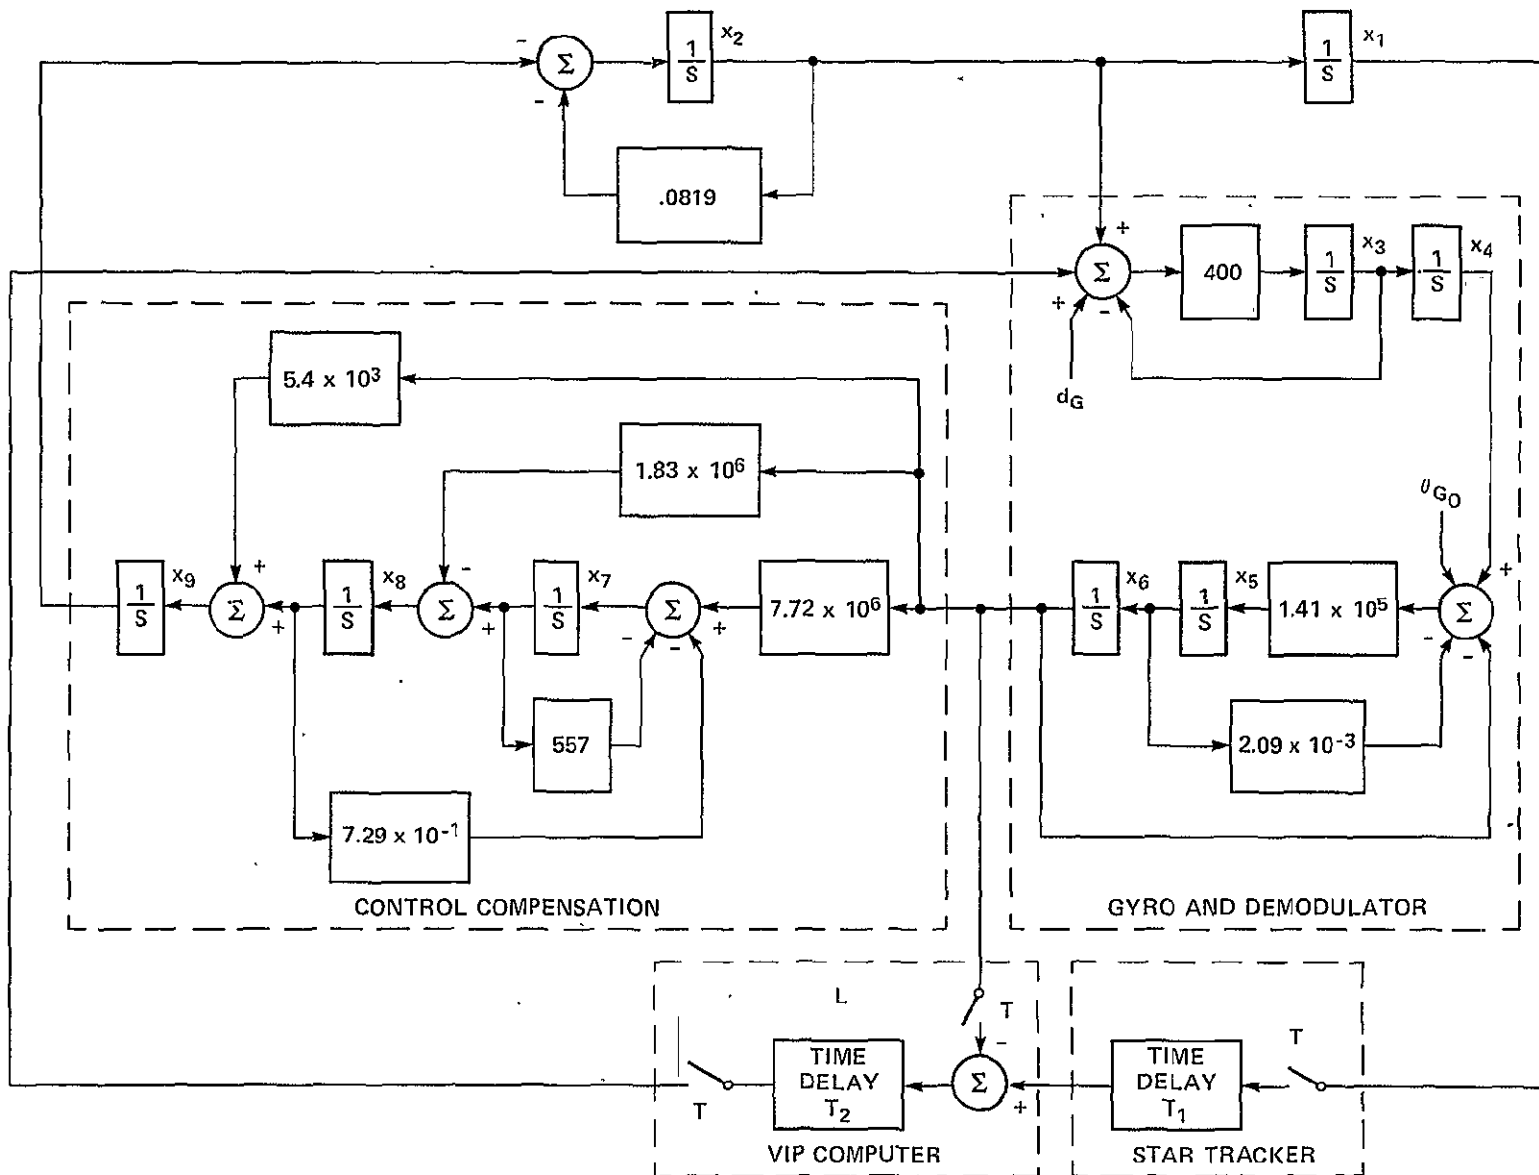 1/S
x2
Σ
-
-
.0819
1/S
x1
+
Σ
+
-
dG
400
1/S
x3
1/S
x4
5.4 x 10³
1.83 x 10⁶
1/S
x9
+
Σ
+
1/S
x8
-
Σ
+
1/S
x7
Σ
-
-
+
7.72 x 10⁶
557
7.29 x 10⁻¹
CONTROL COMPENSATION
1/S
x6
1/S
x5
1.41 x 10⁵
+
Σ
-
-
2.09 x 10⁻³
GYRO AND DEMODULATOR
L
T
-
Σ
+
TIME
DELAY
T2
T
VIP COMPUTER
TIME
DELAY
T1
T
STAR TRACKER